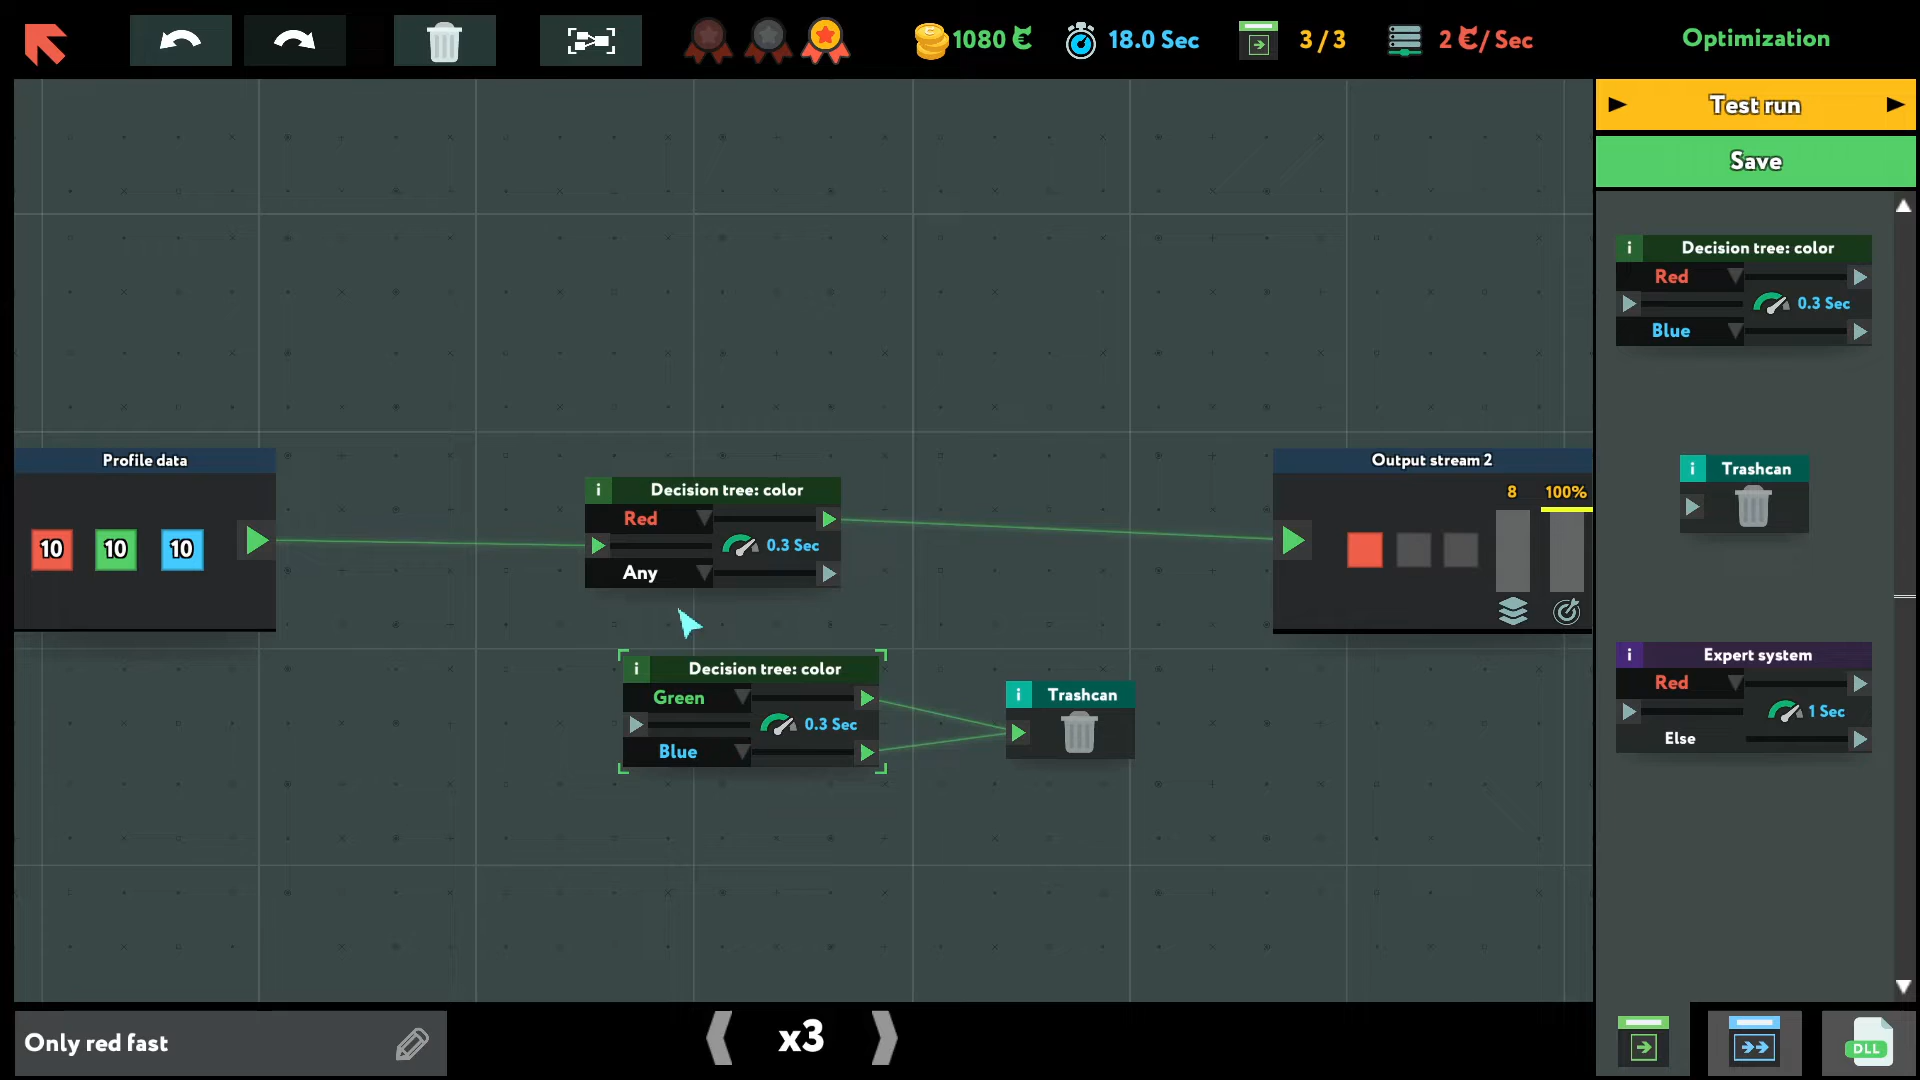 1080 €
18.0 Sec
3 / 3
2 €/ Sec
Optimization
Test run
Save
i Decision tree: color
Red
0.3 Sec
Blue
i Trashcan
i Expert system
Red
1 Sec
Else
Profile data
10 10 10
i Decision tree: color
Red
0.3 Sec
Any
Output stream 2
8 100%
i Decision tree: color
Green
0.3 Sec
Blue
i Trashcan
Only red fast
x3
DLL